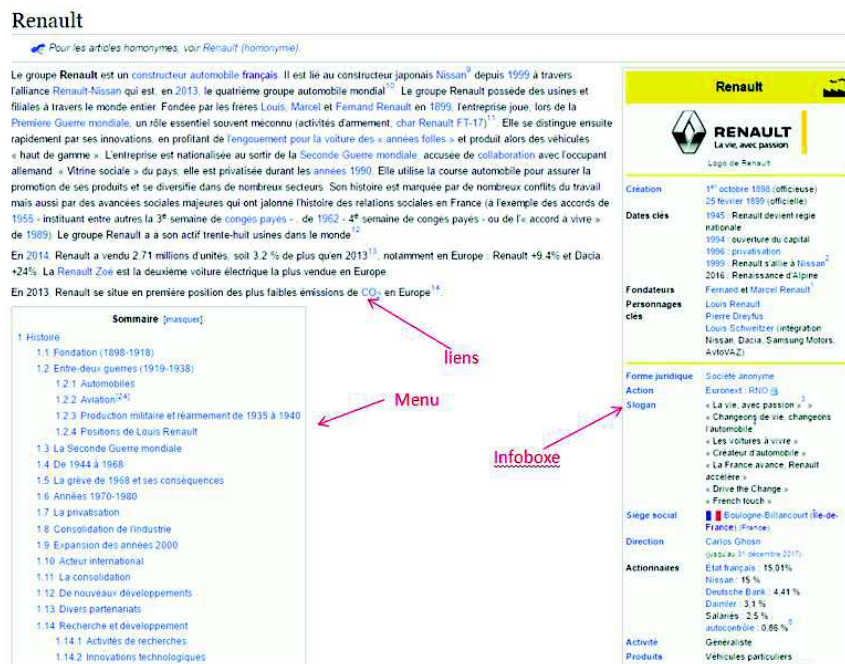 Renault
Pour les articles homonymes, voir Renault (homonymie).
Le groupe Renault est un constructeur automobile français. Il est lié au constructeur japonais Nissan9 depuis 1999 à travers
l'alliance Renault-Nissan qui est, en 2013, le quatrième groupe automobile mondial10. Le groupe Renault possède des usines et
filiales à travers le monde entier. Fondée par les frères Louis, Marcel et Fernand Renault en 1899, l'entreprise joue, lors de la
Première Guerre mondiale, un rôle essentiel souvent méconnu (activités d'armement, char Renault FT-17)11. Elle se distingue ensuite
rapidement par ses innovations, en profitant de l'engouement pour la voiture des « années folles » et produit alors des véhicules
« haut de gamme ». L'entreprise est nationalisée au sortir de la Seconde Guerre mondiale, accusée de collaboration avec l'occupant
allemand. « Vitrine sociale » du pays, elle est privatisée durant les années 1990. Elle utilise la course automobile pour assurer la
promotion de ses produits et se diversifie dans de nombreux secteurs. Son histoire est marquée par de nombreux conflits du travail
mais aussi par des avancées sociales majeures qui ont jalonné l'histoire des relations sociales en France (à l'exemple des accords de
1955 - instituant entre autres la 3e semaine de congés payés - , de 1962 - 4e semaine de congés payés - ou de l'« accord à vivre »
de 1989). Le groupe Renault a à son actif trente-huit usines dans le monde12.
En 2014, Renault a vendu 2,71 millions d'unités, soit 3,2 % de plus qu'en 201313, notamment en Europe : Renault +9,4% et Dacia
+24%. La Renault Zoé est la deuxième voiture électrique la plus vendue en Europe.
En 2013, Renault se situe en première position des plus faibles émissions de CO2 en Europe14.
Sommaire [masquer]
1 Histoire
1.1 Fondation (1898-1918)
1.2 Entre-deux guerres (1919-1938)
1.2.1 Automobiles
1.2.2 Aviation[24]
1.2.3 Production militaire et réarmement de 1935 à 1940
1.2.4 Positions de Louis Renault
1.3 La Seconde Guerre mondiale
1.4 De 1944 à 1968
1.5 La grève de 1968 et ses conséquences
1.6 Années 1970-1980
1.7 La privatisation
1.8 Consolidation de l'industrie
1.9 Expansion des années 2000
1.10 Acteur international
1.11 La consolidation
1.12 De nouveaux développements
1.13 Divers partenariats
1.14 Recherche et développement
1.14.1 Activités de recherches
1.14.2 Innovations technologiques
liens
Menu
Infoboxe
Renault
RENAULT
La vie, avec passion
Logo de Renault
Création 1er octobre 1898 (officieuse)
25 février 1899 (officielle)
Dates clés 1945 : Renault devient régie
nationale
1994 : ouverture du capital
1996 : privatisation
1999 : Renault s'allie à Nissan2
2016 : Renaissance d'Alpine
Fondateurs Fernand et Marcel Renault1
Personnages Louis Renault
clés Pierre Dreyfus
Louis Schweitzer (intégration
Nissan, Dacia, Samsung Motors,
AvtoVAZ)
Forme juridique Société anonyme
Action Euronext : RNO
Slogan « La vie, avec passion »3
« Changeons de vie, changeons
l'automobile4
« Les voitures à vivre »
« Créateur d'automobile »
« La France avance, Renault
accélère »
« Drive the Change »
« French touch »
Siège social Boulogne-Billancourt (Île-de-
France) (France)
Direction Carlos Ghosn
(jusqu'au 31 décembre 2017)
Actionnaires État français : 15,01%
Nissan : 15 %
Deutsche Bank : 4,41 %
Daimler : 3,1 %
Salariés : 2,5 %
autocontrôle : 0,86 %6
Activité Généraliste
Produits Véhicules particuliers